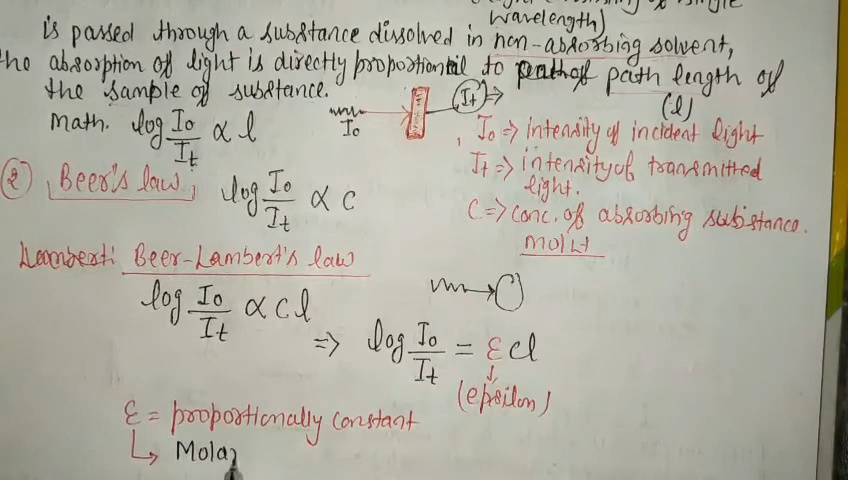 of single
wavelength)
is passed through a substance dissolved in non-absorbing solvent,
the absorption of light is directly proportional to path of path length of
the sample of substance. (l)
math. log I₀/It ∝ l
I₀
It
, I₀ => intensity of incident light
It => intensity of transmitted
light.
C => conc. of absorbing substance.
mol L-1
② Beer's law, log I₀/It ∝ C
Lambert: Beer-Lambert's law
log I₀/It ∝ cl
=> log I₀/It = ε cl
(epsilon)
ε = proportionally constant
↳ Molar